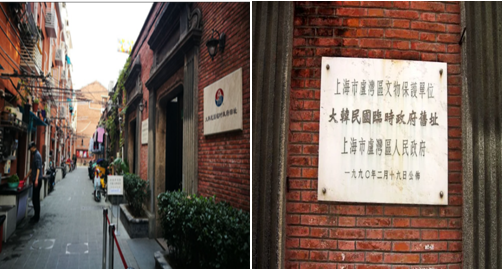 上海市盧灣區文物保護單位
大韓民國臨時政府舊址
上海市盧灣區人民政府
一九九〇年二月十九日公佈